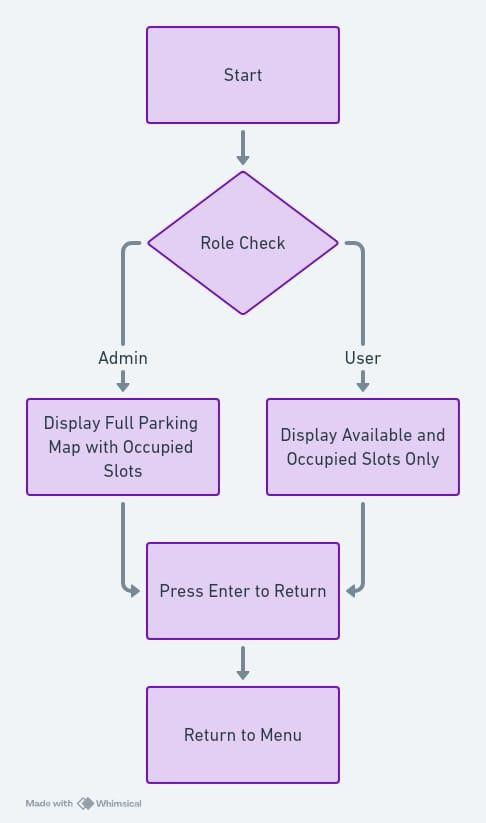 Start
Role Check
Admin
User
Display Full Parking
Map with Occupied
Slots
Display Available and
Occupied Slots Only
Press Enter to Return
Return to Menu
Made with Whimsical